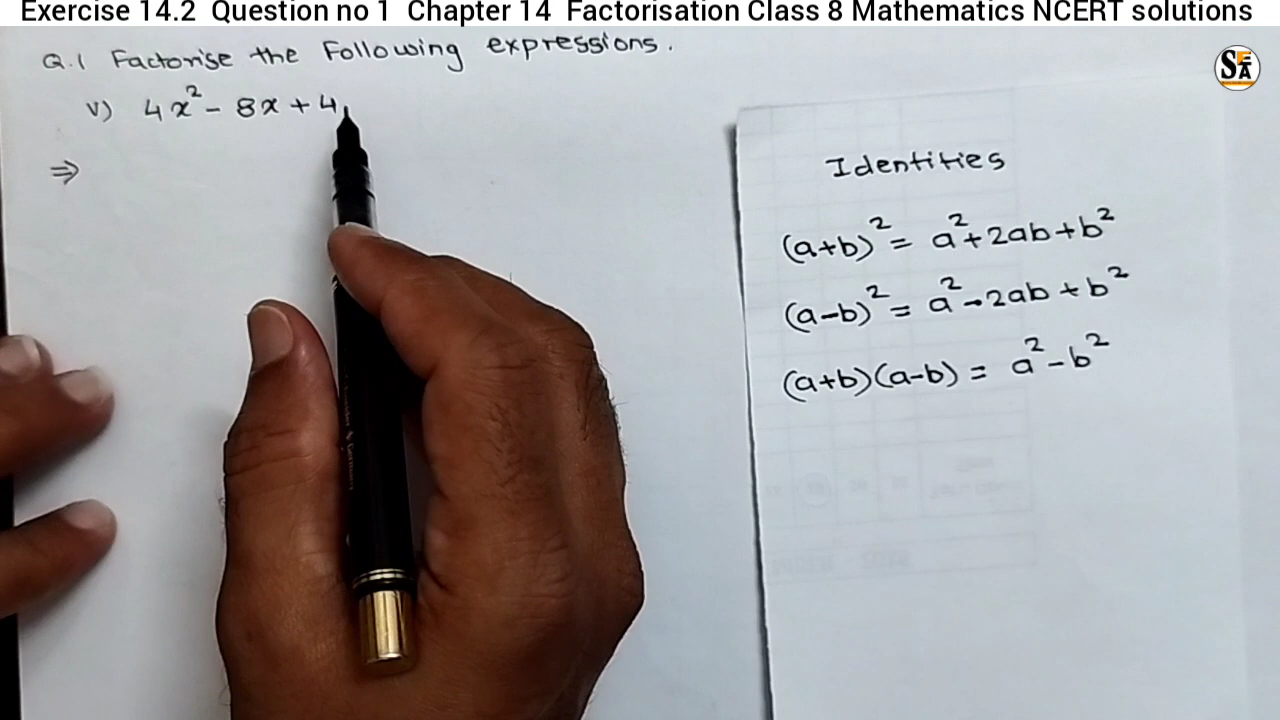 Exercise 14.2 Question no 1 Chapter 14 Factorisation Class 8 Mathematics NCERT solutions
Q.1 Factorise the Following expressions.
v) 4x² - 8x + 4
⇒
SEA
Identities
(a+b)² = a² + 2ab + b²
(a-b)² = a² - 2ab + b²
(a+b)(a-b) = a² - b²